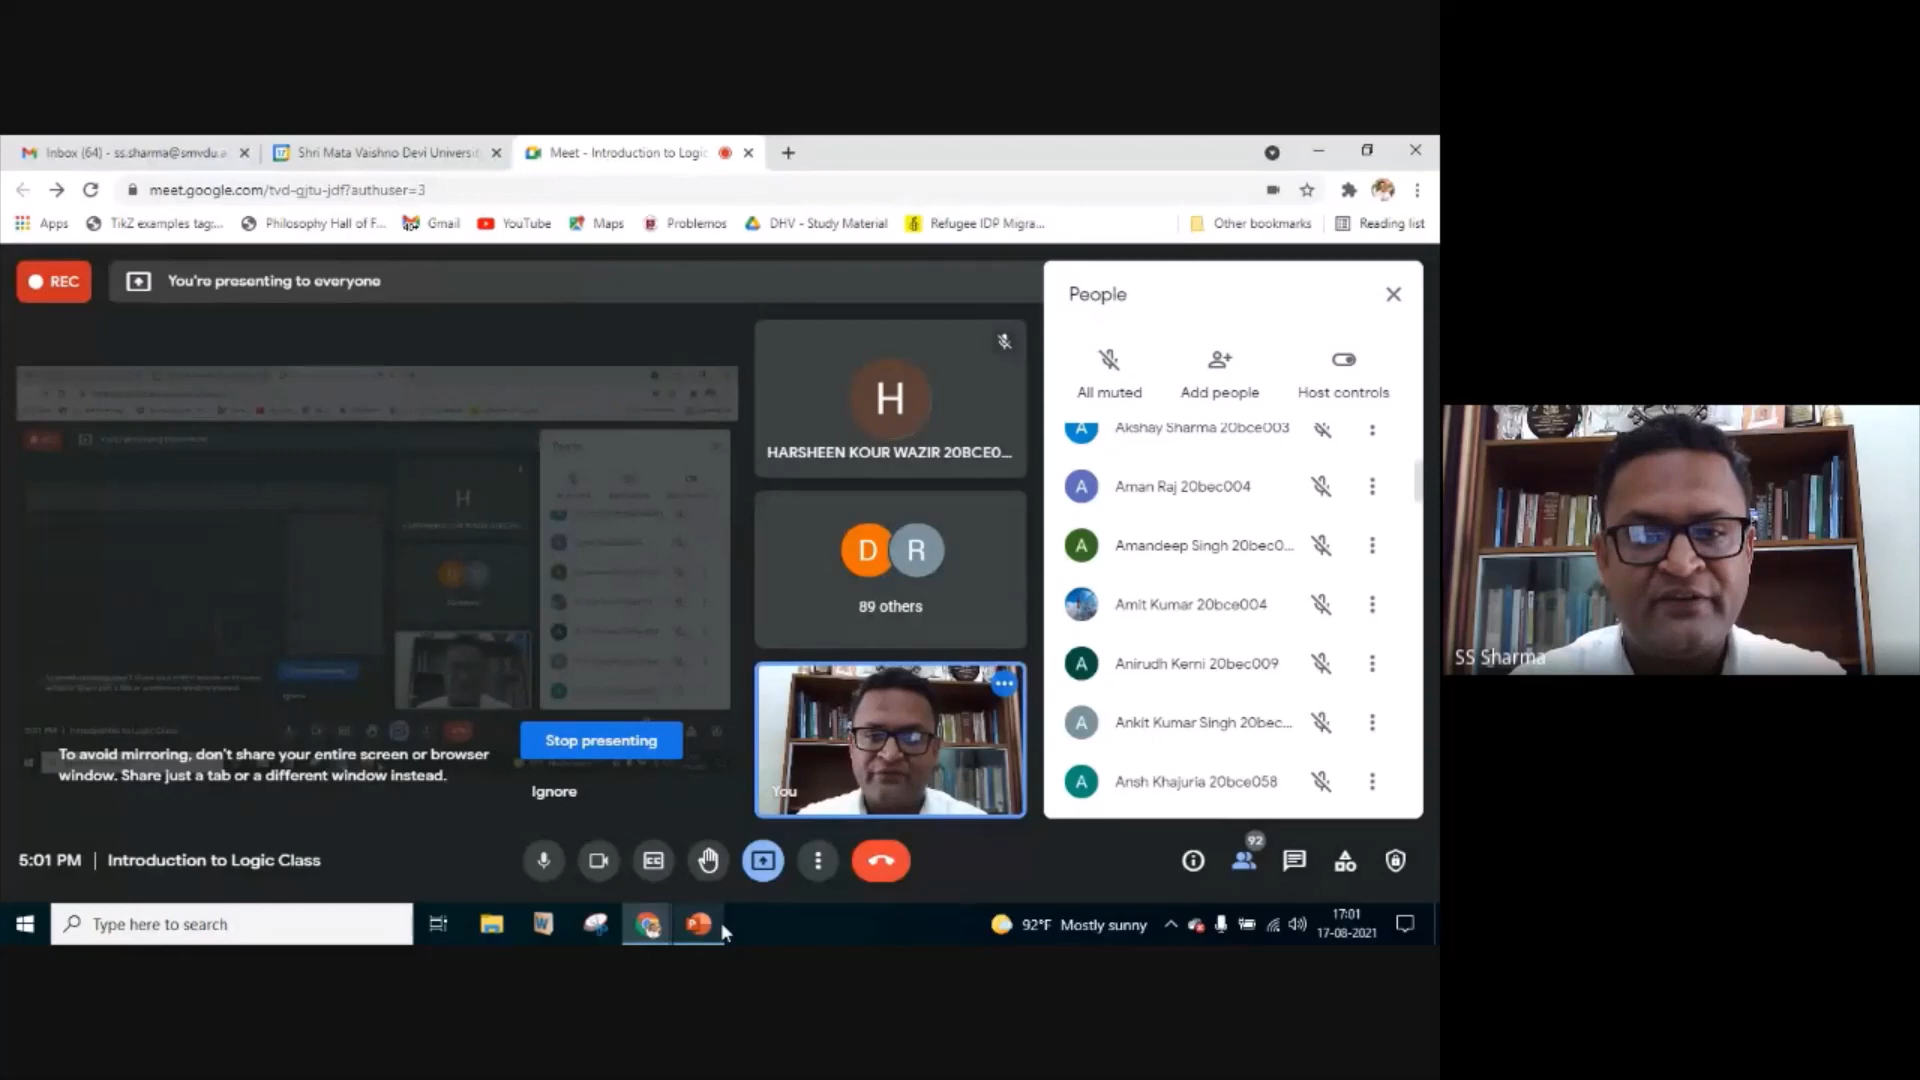 Inbox (64) - ss.sharma@smvdu.a
Shri Mata Vaishno Devi Universit
Meet - Introduction to Logic
meet.google.com/tvd-gjtu-jdf?authuser=3
Apps
TikZ examples tag...
Philosophy Hall of F...
Gmail
YouTube
Maps
Problemos
DHV - Study Material
Refugee IDP Migra...
Other bookmarks
Reading list
REC
You're presenting to everyone
People
All muted
Add people
Host controls
H
HARSHEEN KOUR WAZIR 20BCE0...
D R
89 others
You
A Akshay Sharma 20bce003
A Aman Raj 20bec004
A Amandeep Singh 20bec0...
Amit Kumar 20bce004
A Anirudh Kerni 20bec009
A Ankit Kumar Singh 20bec...
A Ansh Khajuria 20bce058
To avoid mirroring, don't share your entire screen or browser
window. Share just a tab or a different window instead.
Stop presenting
Ignore
5:01 PM | Introduction to Logic Class
92
Type here to search
92°F Mostly sunny
17:01
17-08-2021
SS Sharma